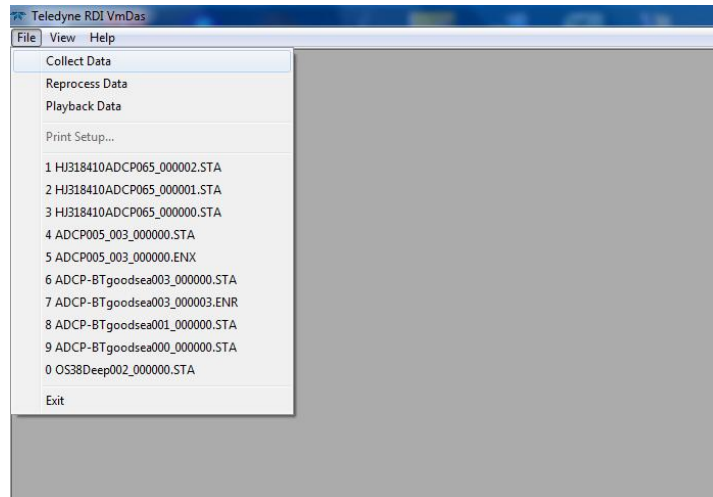 Teledyne RDI VmDas
File View Help
Collect Data
Reprocess Data
Playback Data
Print Setup...
1 HJ318410ADCP065_000002.STA
2 HJ318410ADCP065_000001.STA
3 HJ318410ADCP065_000000.STA
4 ADCP005_003_000000.STA
5 ADCP005_003_000000.ENX
6 ADCP-BTgoodsea003_000000.STA
7 ADCP-BTgoodsea003_000003.ENR
8 ADCP-BTgoodsea001_000000.STA
9 ADCP-BTgoodsea000_000000.STA
0 OS38Deep002_000000.STA
Exit